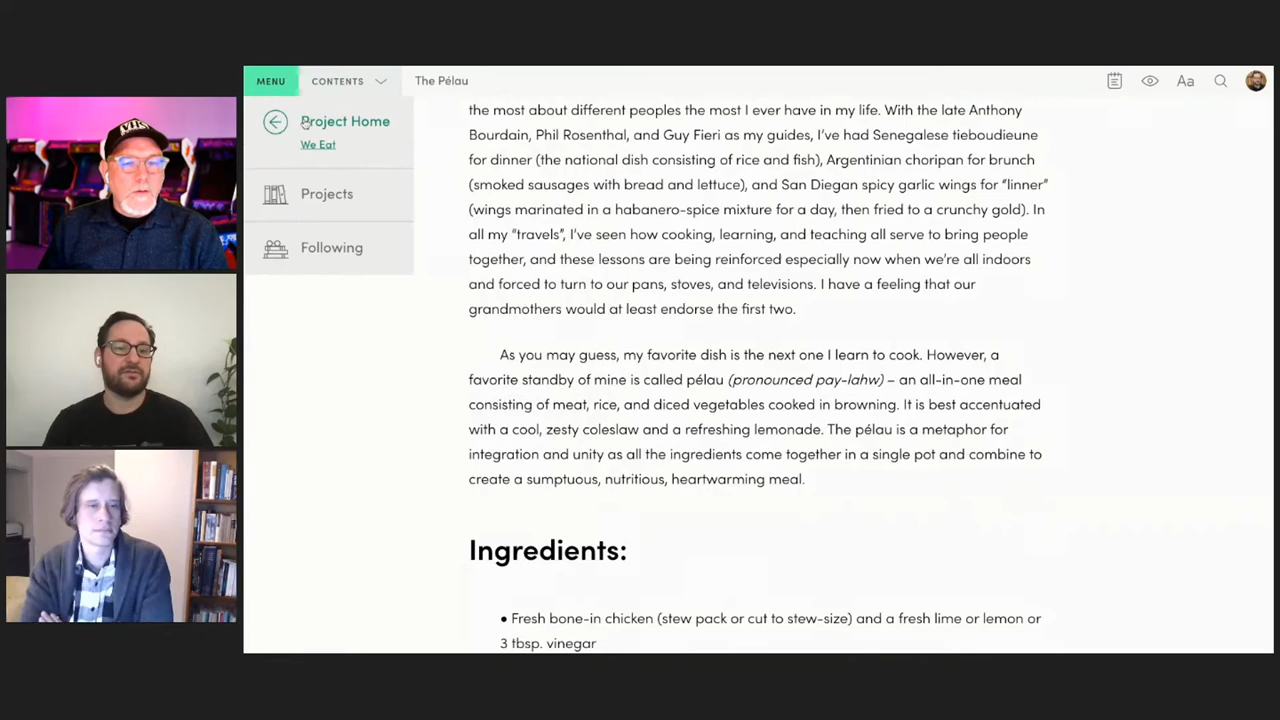 MENU
CONTENTS
The Pélau
Project Home
We Eat
Projects
Following
Aa
the most about different peoples the most I ever have in my life. With the late Anthony
Bourdain, Phil Rosenthal, and Guy Fieri as my guides, I’ve had Senegalese tieboudieune
for dinner (the national dish consisting of rice and fish), Argentinian choripan for brunch
(smoked sausages with bread and lettuce), and San Diegan spicy garlic wings for “linner”
(wings marinated in a habanero-spice mixture for a day, then fried to a crunchy gold). In
all my “travels”, I’ve seen how cooking, learning, and teaching all serve to bring people
together, and these lessons are being reinforced especially now when we’re all indoors
and forced to turn to our pans, stoves, and televisions. I have a feeling that our
grandmothers would at least endorse the first two.
As you may guess, my favorite dish is the next one I learn to cook. However, a
favorite standby of mine is called pélau (pronounced pay-lahw) – an all-in-one meal
consisting of meat, rice, and diced vegetables cooked in browning. It is best accentuated
with a cool, zesty coleslaw and a refreshing lemonade. The pélau is a metaphor for
integration and unity as all the ingredients come together in a single pot and combine to
create a sumptuous, nutritious, heartwarming meal.
Ingredients:
• Fresh bone-in chicken (stew pack or cut to stew-size) and a fresh lime or lemon or
3 tbsp. vinegar